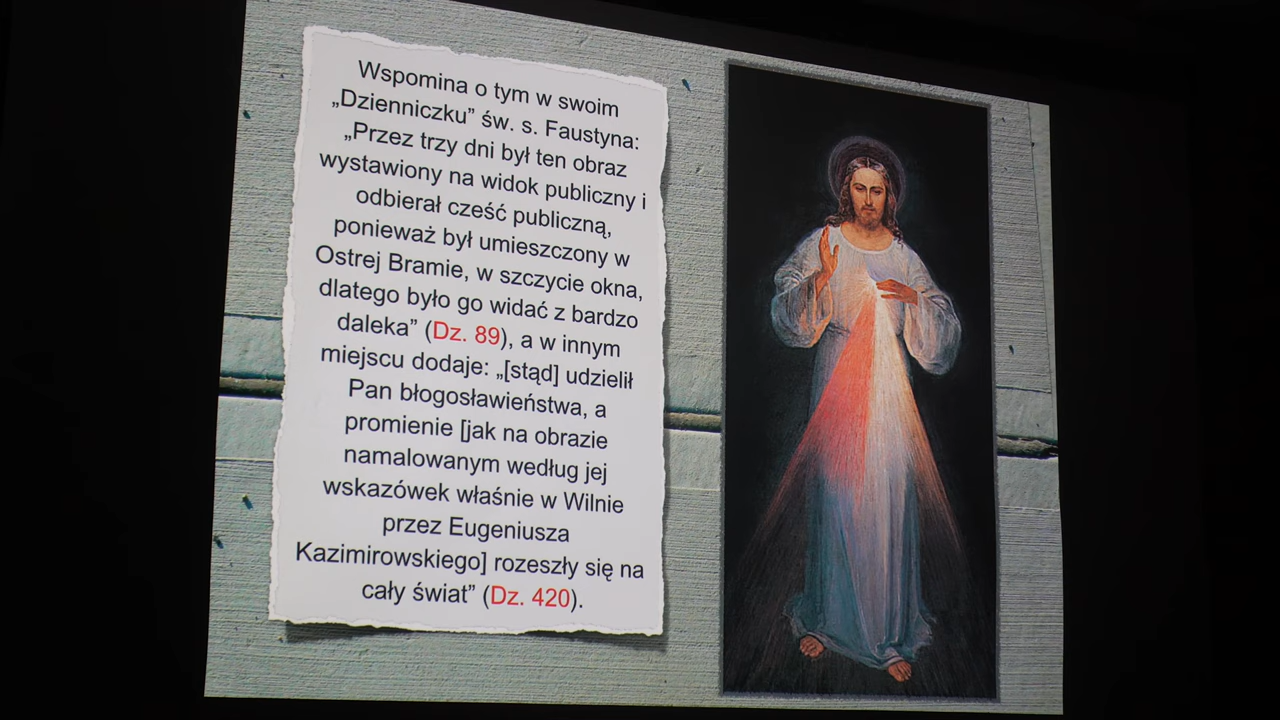 Wspomina o tym w swoim
„Dzienniczku” św. s. Faustyna:
„Przez trzy dni był ten obraz
wystawiony na widok publiczny i
odbierał cześć publiczną,
ponieważ był umieszczony w
Ostrej Bramie, w szczycie okna,
dlatego było go widać z bardzo
daleka” (Dz. 89), a w innym
miejscu dodaje: „[stąd] udzielił
Pan błogosławieństwa, a
promienie [jak na obrazie
namalowanym według jej
wskazówek właśnie w Wilnie
przez Eugeniusza
Kazimirowskiego] rozeszły się na
cały świat” (Dz. 420).